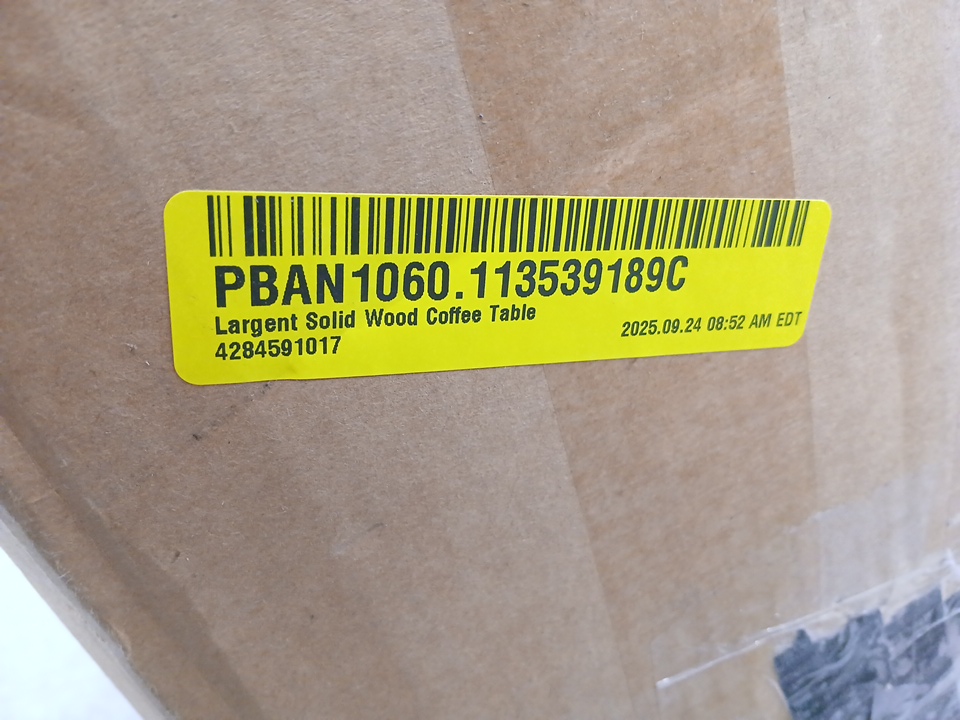 PBAN1060.113539189C
Largent Solid Wood Coffee Table
4284591017
2025.09.24 08:52 AM EDT